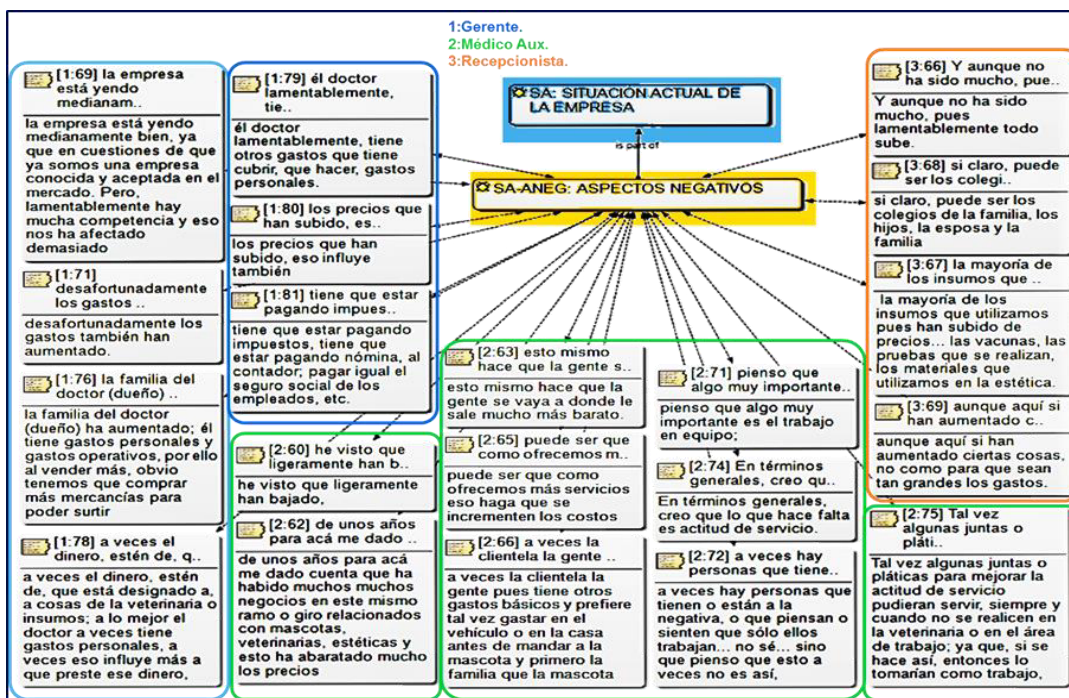 1:Gerente.
2:Médico Aux.
3:Recepcionista.
SA: SITUACIÓN ACTUAL DE
LA EMPRESA
is part of
SA-ANEG: ASPECTOS NEGATIVOS
[1:69] la empresa
está yendo
medianam..
la empresa está yendo
medianamente bien, ya
que en cuestiones de que
ya somos una empresa
conocida y aceptada en el
mercado. Pero,
lamentablemente hay
mucha competencia y eso
nos ha afectado
demasiado
[1:71]
desafortunadamente
los gastos ..
desafortunadamente los
gastos también han
aumentado.
[1:76] la familia del
doctor (dueño) ..
la familia del doctor
(dueño) ha aumentado; él
tiene gastos personales y
gastos operativos, por ello
al vender más, obvio
tenemos que comprar
más mercancías para
poder surtir
[1:78] a veces el
dinero, estén de, q..
a veces el dinero, estén
de, que está designado a,
a cosas de la veterinaria o
insumos; a lo mejor el
doctor a veces tiene
gastos personales, a
veces eso influye más a
que preste ese dinero,
[1:79] él doctor
lamentablemente,
tie..
él doctor
lamentablemente, tiene
otros gastos que tiene
cubrir, que hacer, gastos
personales.
[1:80] los precios que
han subido, es..
los precios que han
subido, eso influye
también
[1:81] tiene que estar
pagando impues..
tiene que estar pagando
impuestos, tiene que
estar pagando nómina, al
contador; pagar igual el
seguro social de los
empleados, etc.
[2:60] he visto que
ligeramente han b..
he visto que ligeramente
han bajado,
[2:62] de unos años
para acá me dado ..
de unos años para acá
me dado cuenta que ha
habido muchos muchos
negocios en este mismo
ramo o giro relacionados
con mascotas,
veterinarias, estéticas y
esto ha abaratado mucho
los precios
[2:63] esto mismo
hace que la gente s..
esto mismo hace que la
gente se vaya a donde le
sale mucho más barato.
[2:65] puede ser que
como ofrecemos m..
puede ser que como
ofrecemos más servicios
eso haga que se
incrementen los costos
[2:66] a veces la
clientela la gente ..
a veces la clientela la
gente pues tiene otros
gastos básicos y prefiere
tal vez gastar en el
vehículo o en la casa
antes de mandar a la
mascota y primero la
familia que la mascota
[2:71] pienso que
algo muy importante..
pienso que algo muy
importante es el trabajo
en equipo;
[2:74] En términos
generales, creo qu..
En términos generales,
creo que lo que hace falta
es actitud de servicio.
[2:72] a veces hay
personas que tiene..
a veces hay personas que
tienen o están a la
negativa, o que piensan o
sienten que sólo ellos
trabajan... no sé... sino
que pienso que esto a
veces no es así,
[3:66] Y aunque no
ha sido mucho, pue..
Y aunque no ha sido
mucho, pues
lamentablemente todo
sube.
[3:68] si claro, puede
ser los colegi..
si claro, puede ser los
colegios de la familia, los
hijos, la esposa y la
familia
[3:67] la mayoría de
los insumos que ..
la mayoría de los
insumos que utilizamos
pues han subido de
precios... las vacunas, las
pruebas que se realizan,
los materiales que
utilizamos en la estética.
[3:69] aunque aquí si
han aumentado c..
aunque aquí si han
aumentado ciertas cosas,
no como para que sean
tan grandes los gastos.
[2:75] Tal vez
algunas juntas o
pláti..
Tal vez algunas juntas o
pláticas para mejorar la
actitud de servicio
pudieran servir, siempre y
cuando no se realicen en
la veterinaria o en el área
de trabajo; ya que, si se
hace así, entonces lo
tomarían como trabajo,